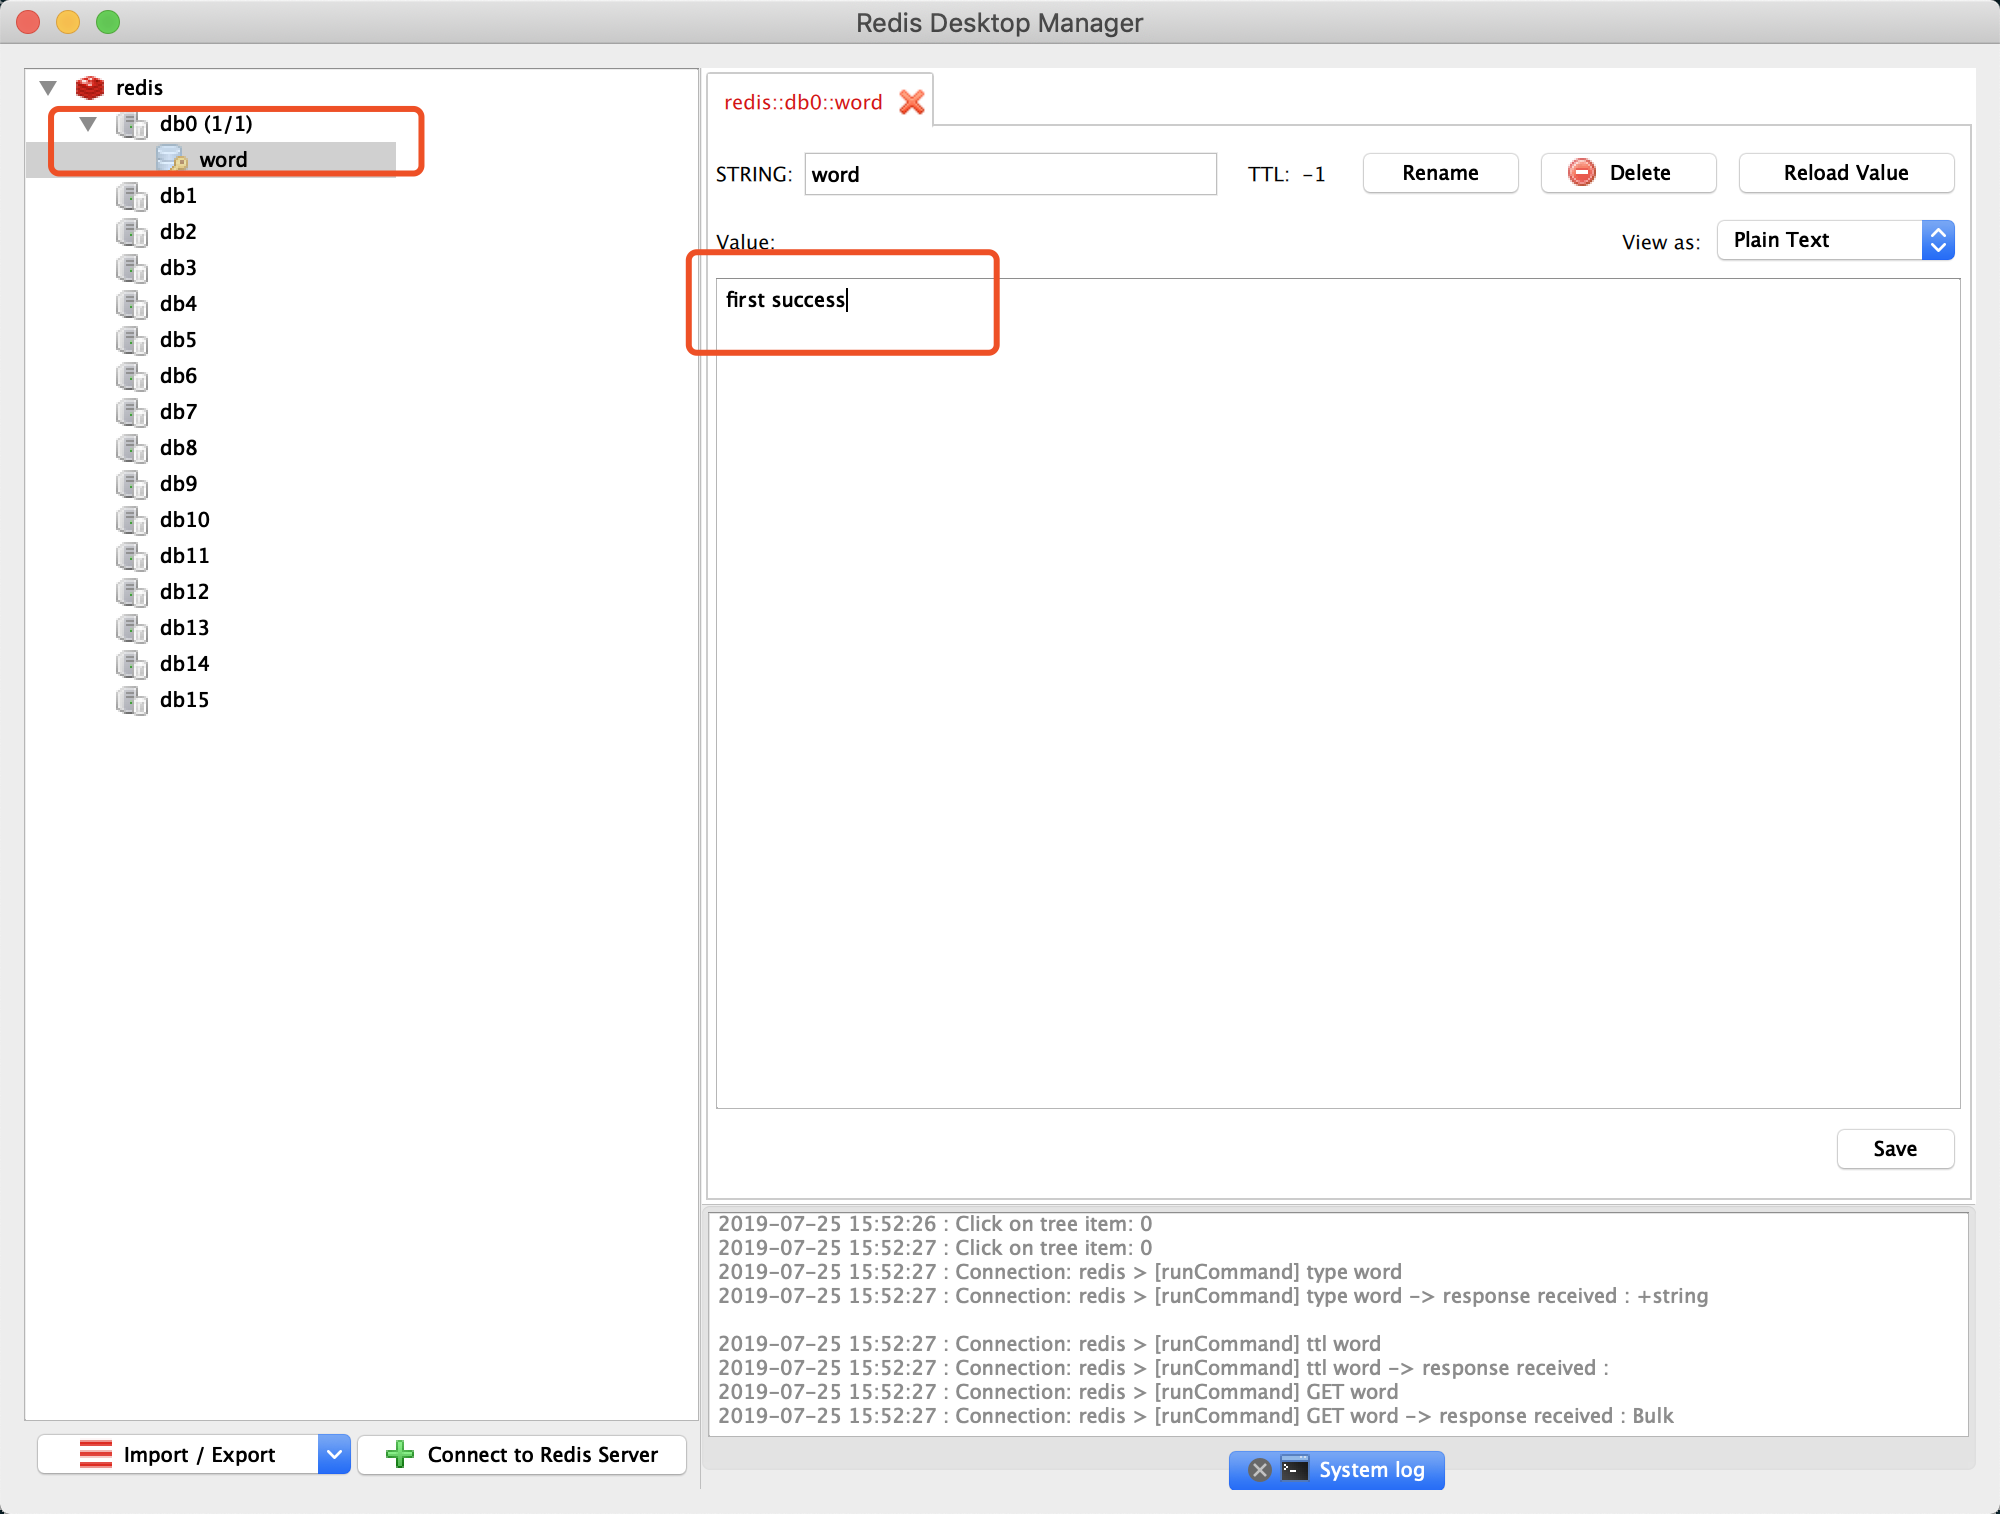 Redis Desktop Manager
redis
db0 (1/1)
word
db1
db2
db3
db4
db5
db6
db7
db8
db9
db10
db11
db12
db13
db14
db15
Import / Export
Connect to Redis Server
redis::db0::word
STRING: word TTL: -1 Rename Delete Reload Value
Value: View as: Plain Text
first success
Save
2019-07-25 15:52:26 : Click on tree item: 0
2019-07-25 15:52:27 : Click on tree item: 0
2019-07-25 15:52:27 : Connection: redis > [runCommand] type word
2019-07-25 15:52:27 : Connection: redis > [runCommand] type word -> response received : +string
2019-07-25 15:52:27 : Connection: redis > [runCommand] ttl word
2019-07-25 15:52:27 : Connection: redis > [runCommand] ttl word -> response received :
2019-07-25 15:52:27 : Connection: redis > [runCommand] GET word
2019-07-25 15:52:27 : Connection: redis > [runCommand] GET word -> response received : Bulk
System log